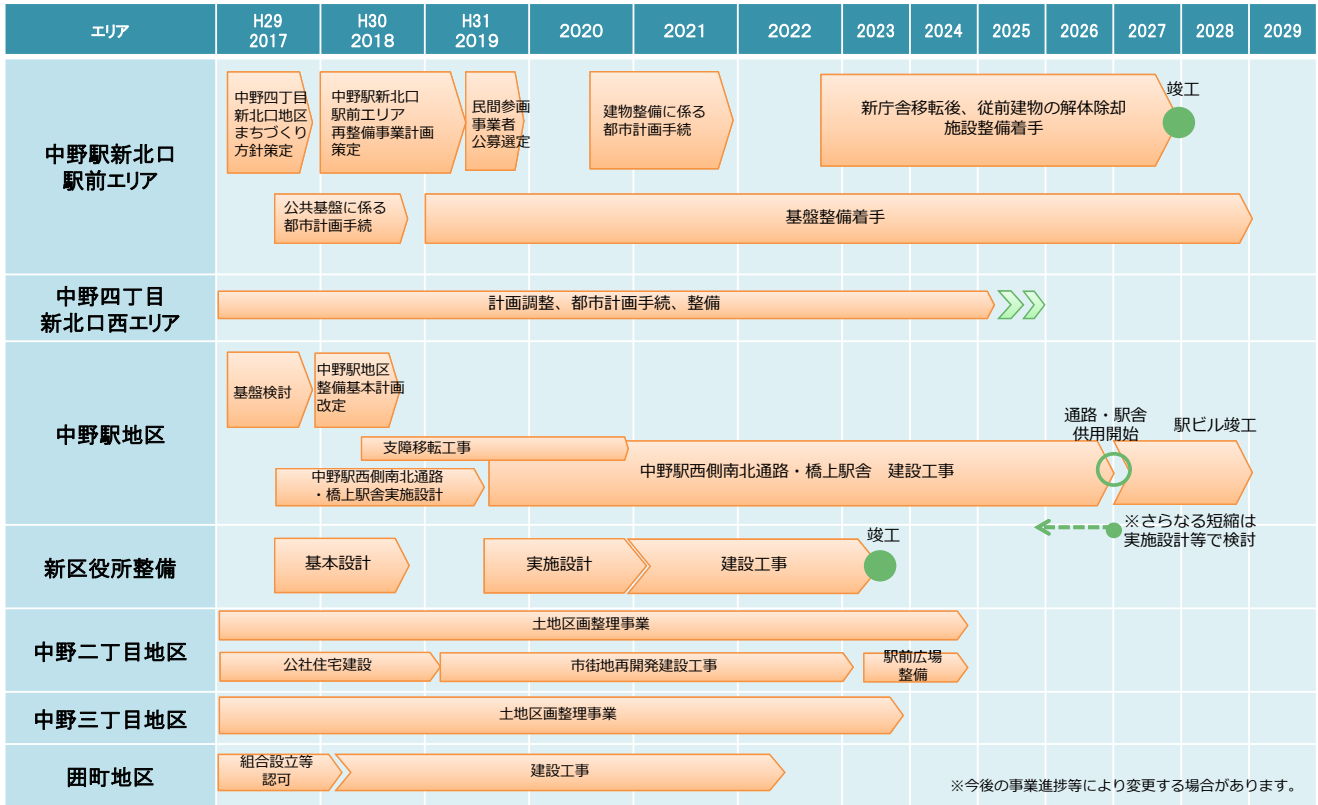 エリア
H29
2017
H30
2018
H31
2019
2020
2021
2022
2023
2024
2025
2026
2027
2028
2029
中野駅新北口
駅前エリア
中野四丁目
新北口地区
まちづくり
方針策定
中野駅新北口
駅前エリア
再整備事業計画
策定
民間参画
事業者
公募選定
建物整備に係る
都市計画手続
新庁舎移転後、従前建物の解体除却
施設整備着手
竣工
公共基盤に係る
都市計画手続
基盤整備着手
中野四丁目
新北口西エリア
計画調整、都市計画手続、整備
中野駅地区
基盤検討
中野駅地区
整備基本計画
改定
支障移転工事
中野駅西側南北通路
・橋上駅舎実施設計
中野駅西側南北通路・橋上駅舎 建設工事
通路・駅舎
供用開始
駅ビル竣工
※さらなる短縮は
実施設計等で検討
新区役所整備
基本設計
実施設計
建設工事
竣工
中野二丁目地区
土地区画整理事業
公社住宅建設
市街地再開発建設工事
駅前広場
整備
中野三丁目地区
土地区画整理事業
囲町地区
組合設立等
認可
建設工事
※今後の事業進捗等により変更する場合があります。